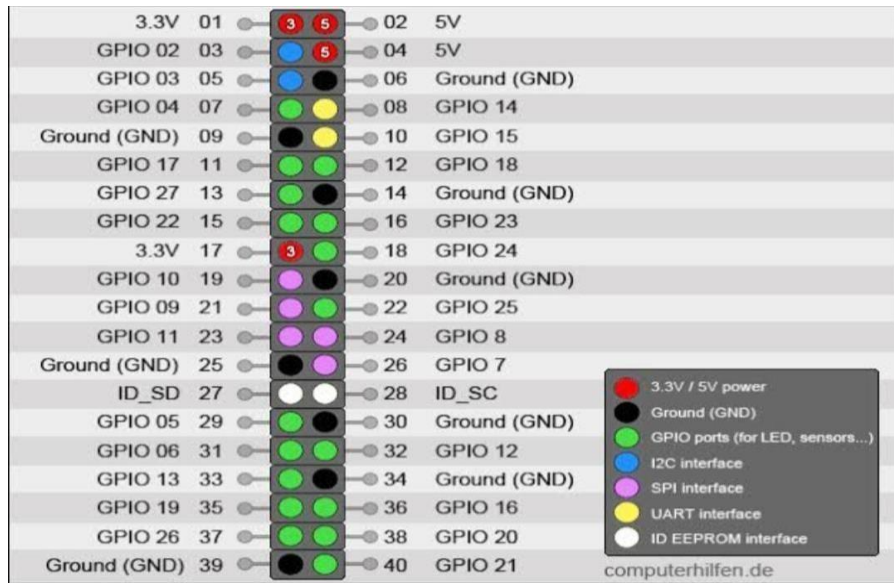 3.3V 01 3 5 02 5V
GPIO 02 03 5 04 5V
GPIO 03 05 06 Ground (GND)
GPIO 04 07 08 GPIO 14
Ground (GND) 09 10 GPIO 15
GPIO 17 11 12 GPIO 18
GPIO 27 13 14 Ground (GND)
GPIO 22 15 16 GPIO 23
3.3V 17 3 18 GPIO 24
GPIO 10 19 20 Ground (GND)
GPIO 09 21 22 GPIO 25
GPIO 11 23 24 GPIO 8
Ground (GND) 25 26 GPIO 7
ID_SD 27 28 ID_SC
GPIO 05 29 30 Ground (GND)
GPIO 06 31 32 GPIO 12
GPIO 13 33 34 Ground (GND)
GPIO 19 35 36 GPIO 16
GPIO 26 37 38 GPIO 20
Ground (GND) 39 40 GPIO 21
3.3V / 5V power
Ground (GND)
GPIO ports (for LED, sensors...)
I2C interface
SPI interface
UART interface
ID EEPROM interface
computerhilfen.de